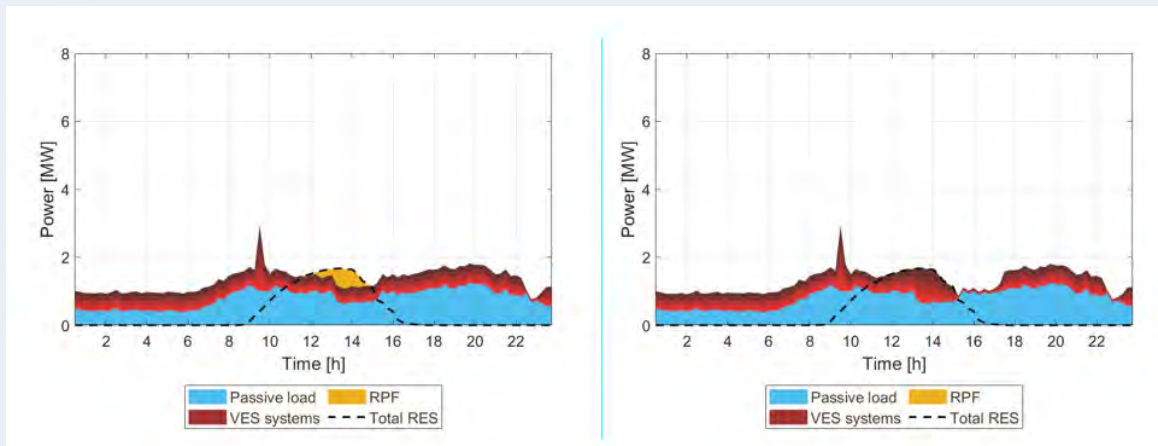 8
6
4
2
0
Power [MW]
2 4 6 8 10 12 14 16 18 20 22
Time [h]
Passive load RPF
VES systems Total RES
8
6
4
2
0
Power [MW]
2 4 6 8 10 12 14 16 18 20 22
Time [h]
Passive load RPF
VES systems Total RES